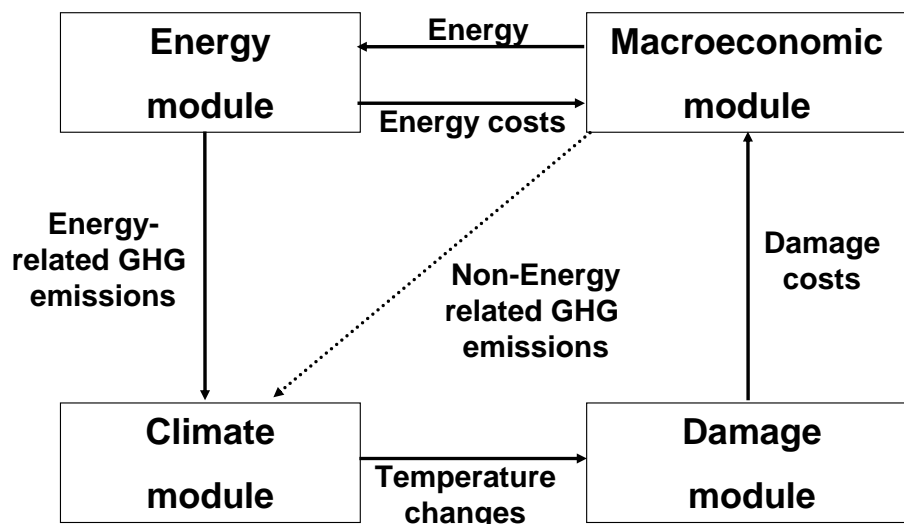 Energy
module
Energy
Energy costs
Macroeconomic
module
Energy-
related GHG
emissions
Non-Energy
related GHG
emissions
Damage
costs
Climate
module
Temperature
changes
Damage
module